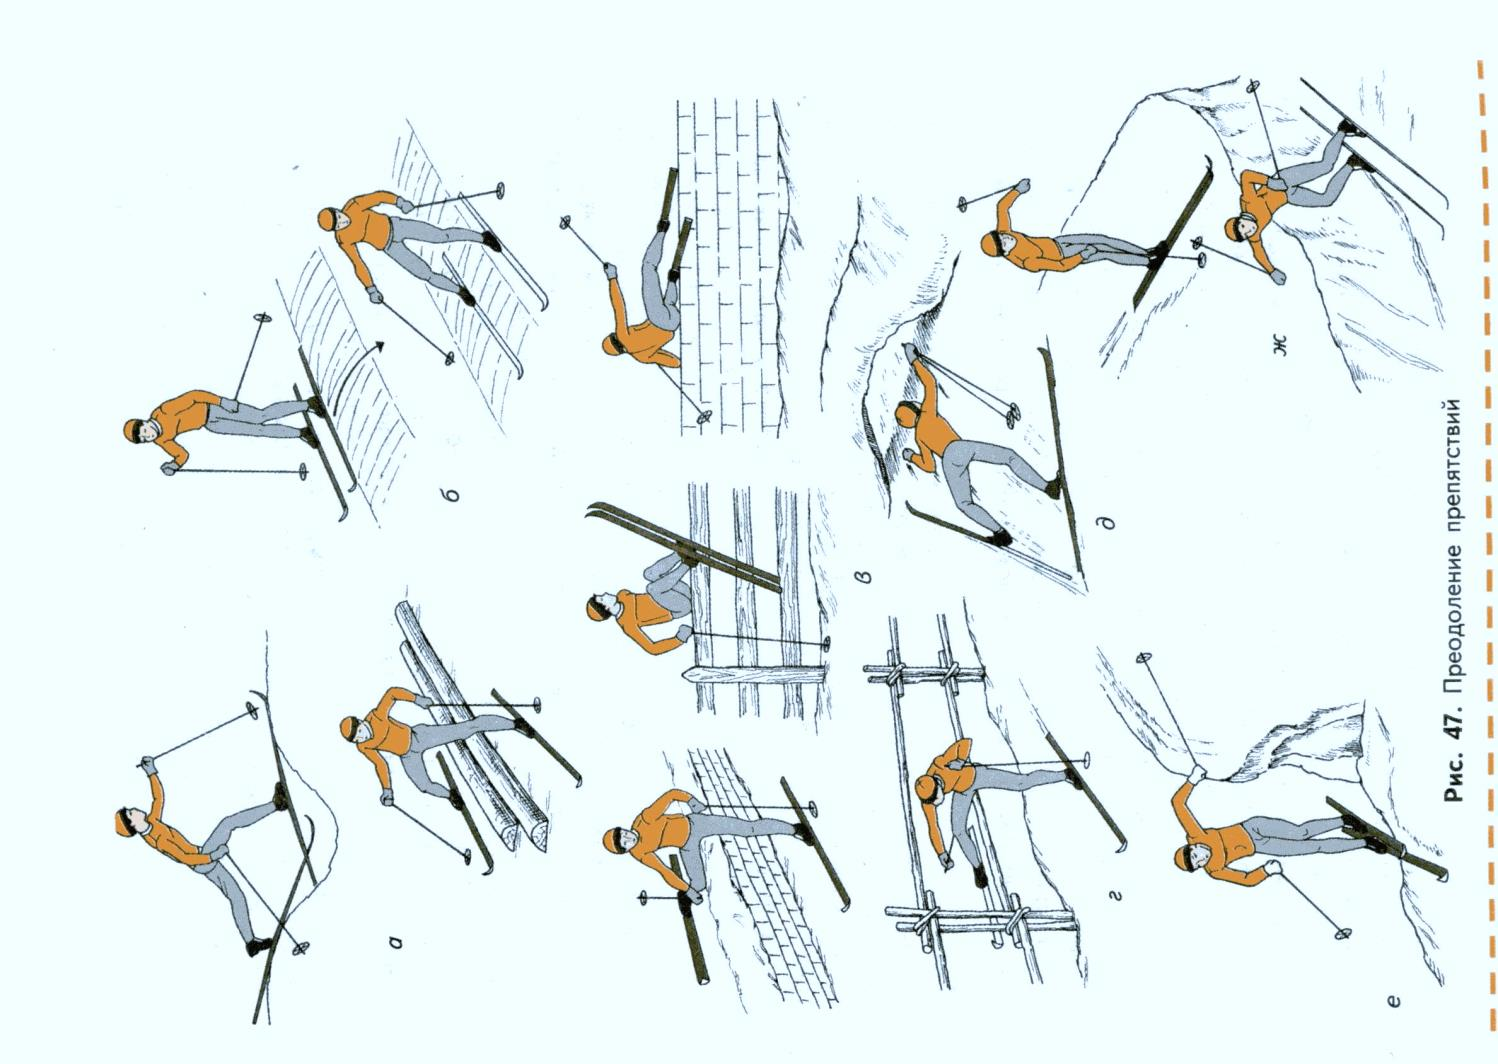 а
б
в
г
д
е
ж
Рис. 47. Преодоление препятствий